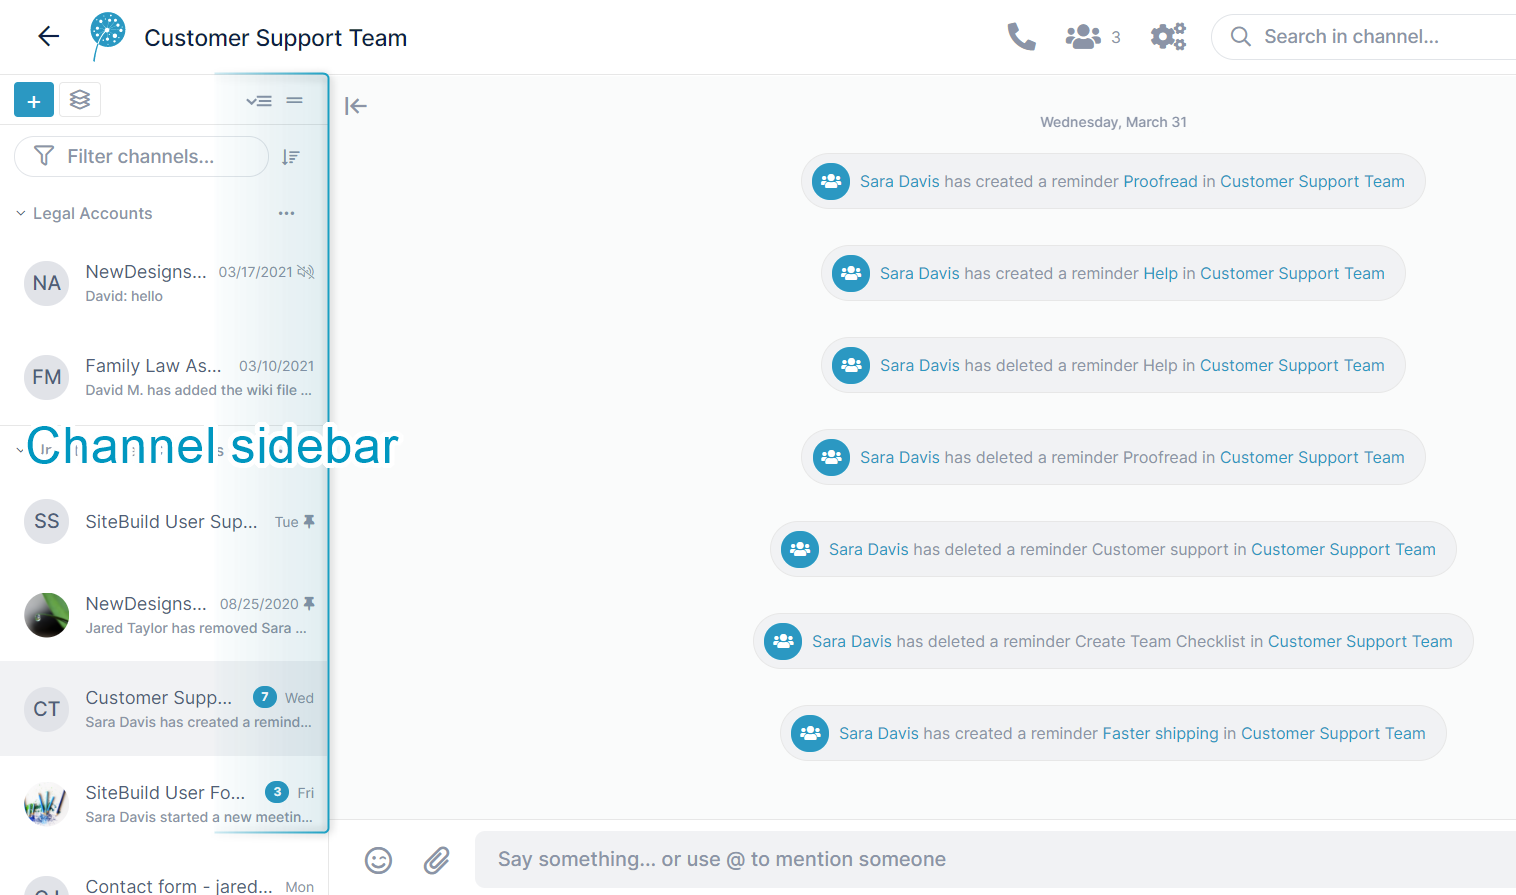 Customer Support Team
3
Search in channel...
+
Filter channels...
Legal Accounts
NA
NewDesigns... 03/17/2021
David: hello
FM
Family Law As... 03/10/2021
David M. has added the wiki file ...
Channel sidebar
SS
SiteBuild User Sup... Tue
NewDesigns... 08/25/2020
Jared Taylor has removed Sara ...
CT
Customer Supp... 7 Wed
Sara Davis has created a remind...
SiteBuild User Fo... 3 Fri
Sara Davis started a new meetin...
Contact form - jared... Mon
Wednesday, March 31
Sara Davis has created a reminder Proofread in Customer Support Team
Sara Davis has created a reminder Help in Customer Support Team
Sara Davis has deleted a reminder Help in Customer Support Team
Sara Davis has deleted a reminder Proofread in Customer Support Team
Sara Davis has deleted a reminder Customer support in Customer Support Team
Sara Davis has deleted a reminder Create Team Checklist in Customer Support Team
Sara Davis has created a reminder Faster shipping in Customer Support Team
Say something... or use @ to mention someone